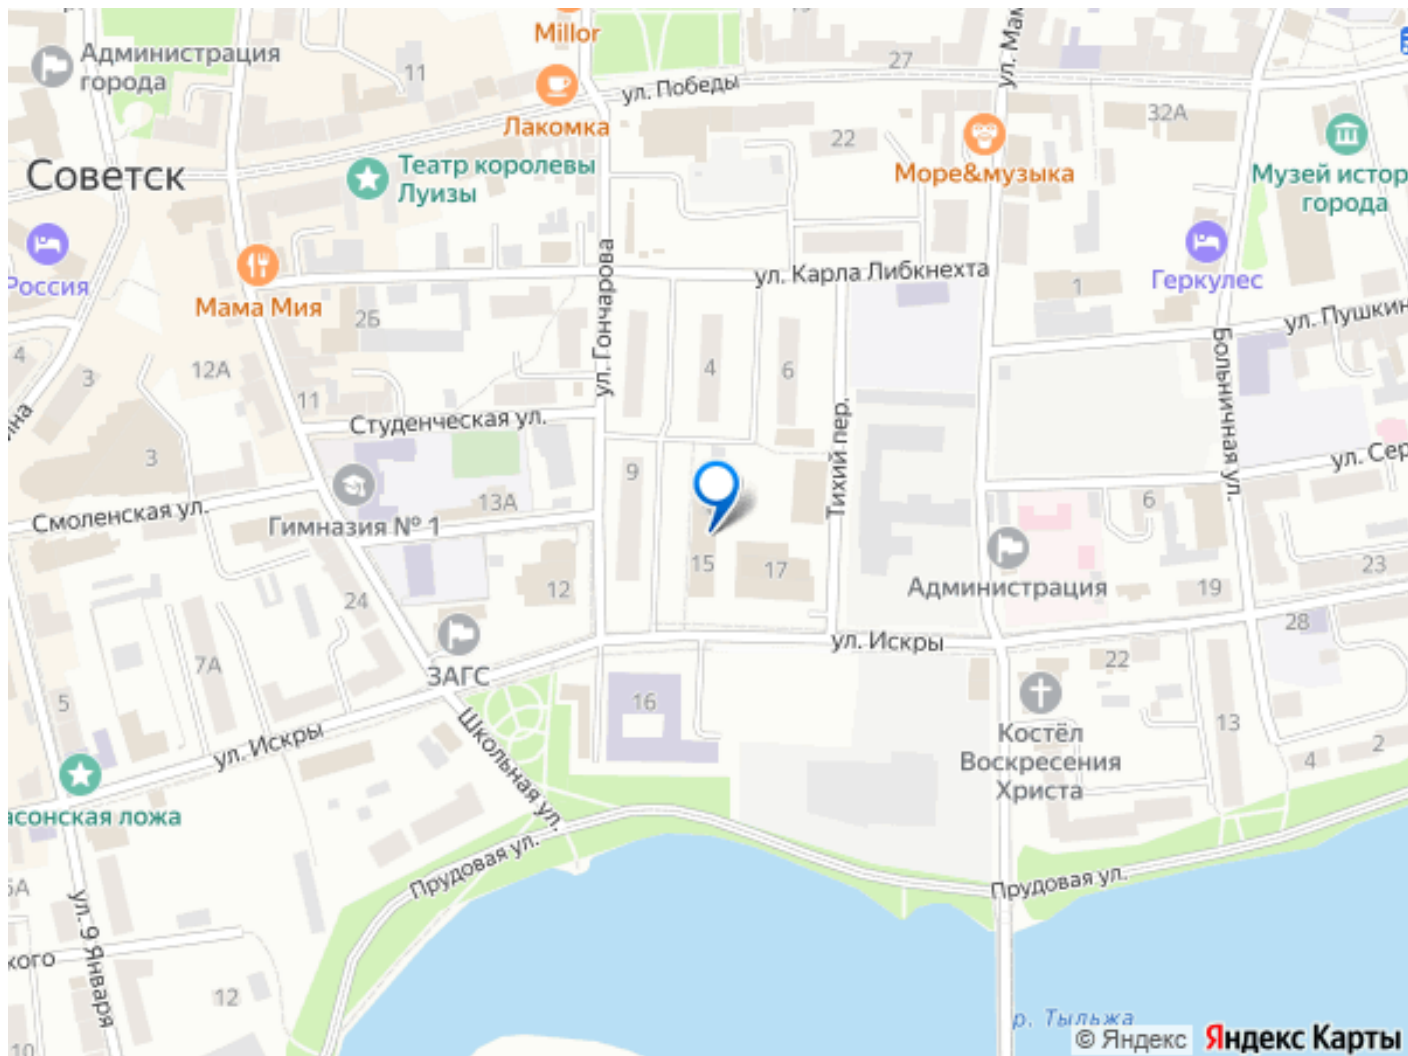 Администрация
города
11
Millor
Лакомка
ул. Победы
27
22
32А
Море&музыка
Музей истор
города
Советск
Театр королевы
Луизы
Россия
Мама Мия
ул. Гончарова
ул. Карла Либкнехта
Геркулес
1
ул. Пушкин
2Б
4
3
12А
11
4
6
Студенческая ул.
Тихий пер.
Больничная ул.
ул. Сер
3
9
13А
6
Смоленская ул.
Гимназия № 1
15
17
Администрация
23
12
24
19
28
ЗАГС
ул. Искры
22
7А
5
16
13
Костёл
Воскресения
Христа
4
2
ул. Искры
Школьная ул.
асонская ложа
Прудовая ул.
Прудовая ул.
ул. 9 Января
кого
12
10
р. Тыльжа
© Яндекс
Яндекс Карты